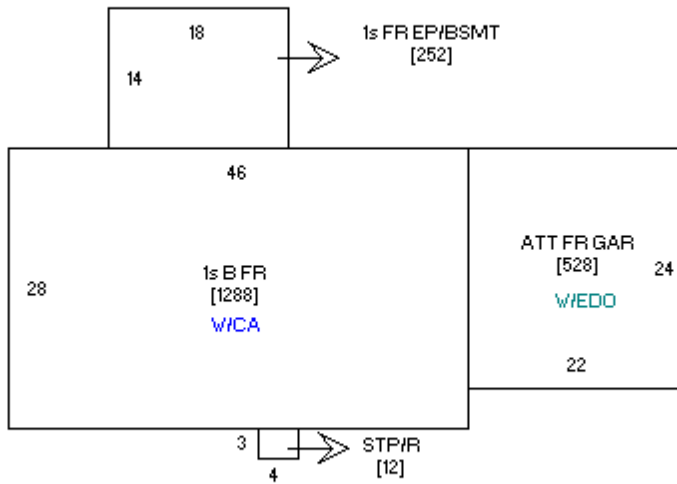 18
1s FR EP/BSMT
[252]
14
46
ATT FR GAR
[528]
24
1s B FR
[1288]
28
W/EDO
W/CA
22
3
STP/R
[12]
4